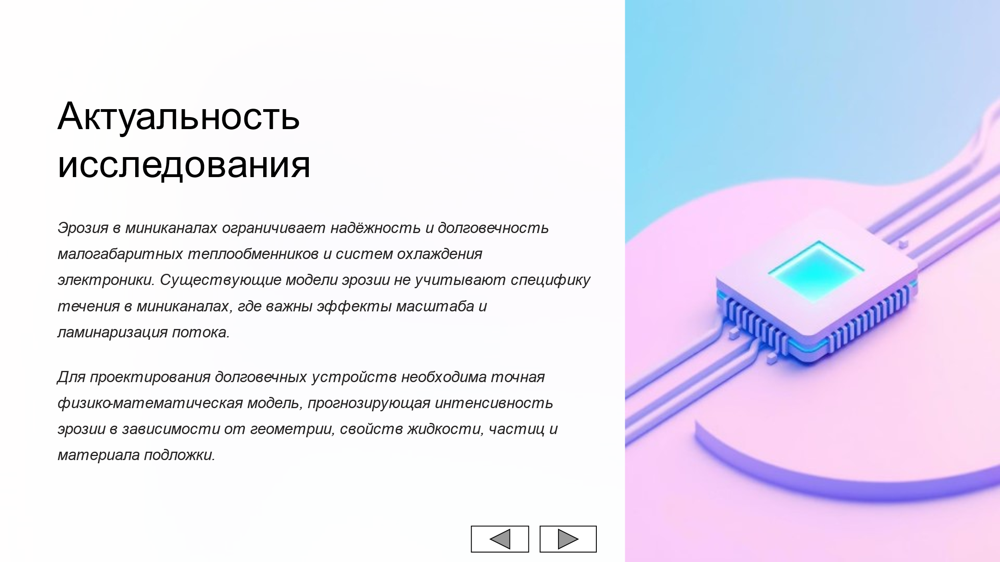 Актуальность
исследования
Эрозия в миниканалах ограничивает надёжность и долговечность
малогабаритных теплообменников и систем охлаждения
электроники. Существующие модели эрозии не учитывают специфику
течения в миниканалах, где важны эффекты масштаба и
ламинаризация потока.
Для проектирования долговечных устройств необходима точная
физико-математическая модель, прогнозирующая интенсивность
эрозии в зависимости от геометрии, свойств жидкости, частиц и
материала подложки.